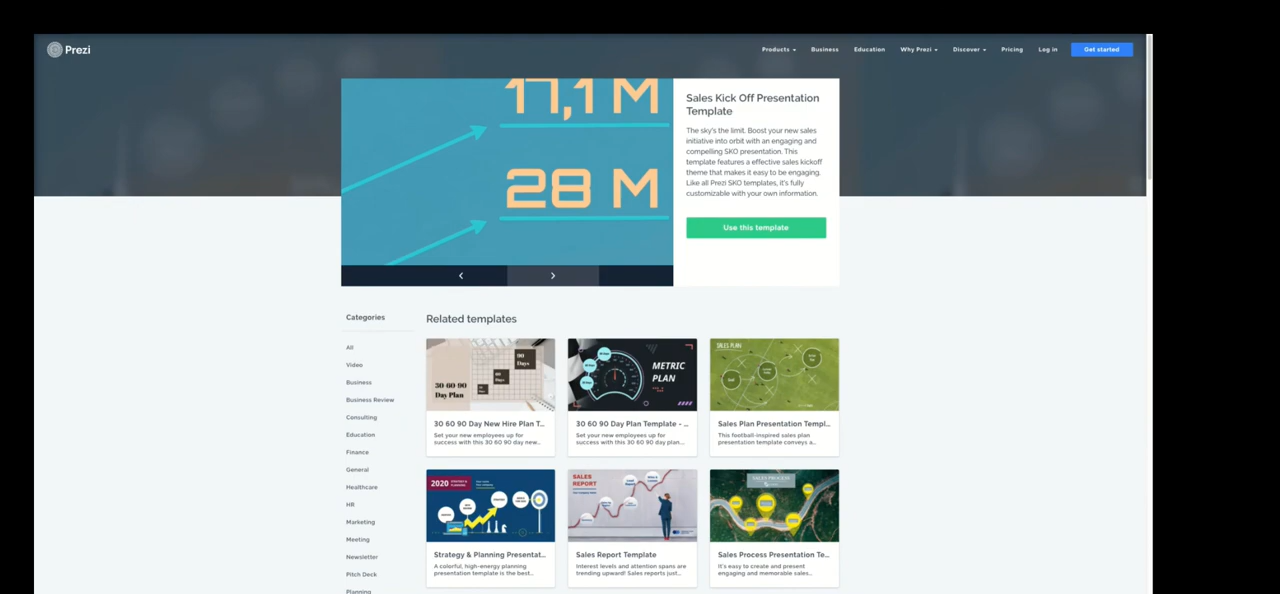 Prezi
Products
Business
Education
Why Prezi
Discover
Pricing
Log in
Get started
17,1 M
28 M
Sales Kick Off Presentation
Template
The sky's the limit. Boost your new sales
initiative into orbit with an engaging and
compelling SKO presentation. This
template features a effective sales kickoff
theme that makes it easy to be engaging.
Like all Prezi SKO templates, it's fully
customizable with your own information.
Use this template
Categories
All
Video
Business
Business Review
Consulting
Education
Finance
General
Healthcare
HR
Marketing
Meeting
Newsletter
Pitch Deck
Planning
Related templates
30 60 90
Day Plan
90
Days
30 60 90 Day New Hire Plan T...
Set your new employees up for
success with this 30 60 90 day new...
METRIC
PLAN
30 60 90 Day Plan Template - ...
Set your new employees up for
success with this 30 60 90 day plan...
SALES PLAN
Sales Plan Presentation Templ...
This football-inspired sales plan
presentation template conveys a...
2020
STRATEGY &
PLANNING
Strategy & Planning Presentat...
A colorful, high-energy planning
presentation template is the best...
SALES
REPORT
Sales Report Template
Interest levels and attention spans are
trending upward! Sales reports just...
SALES PROCESS
Sales Process Presentation Te...
It's easy to create and present
engaging and memorable sales...